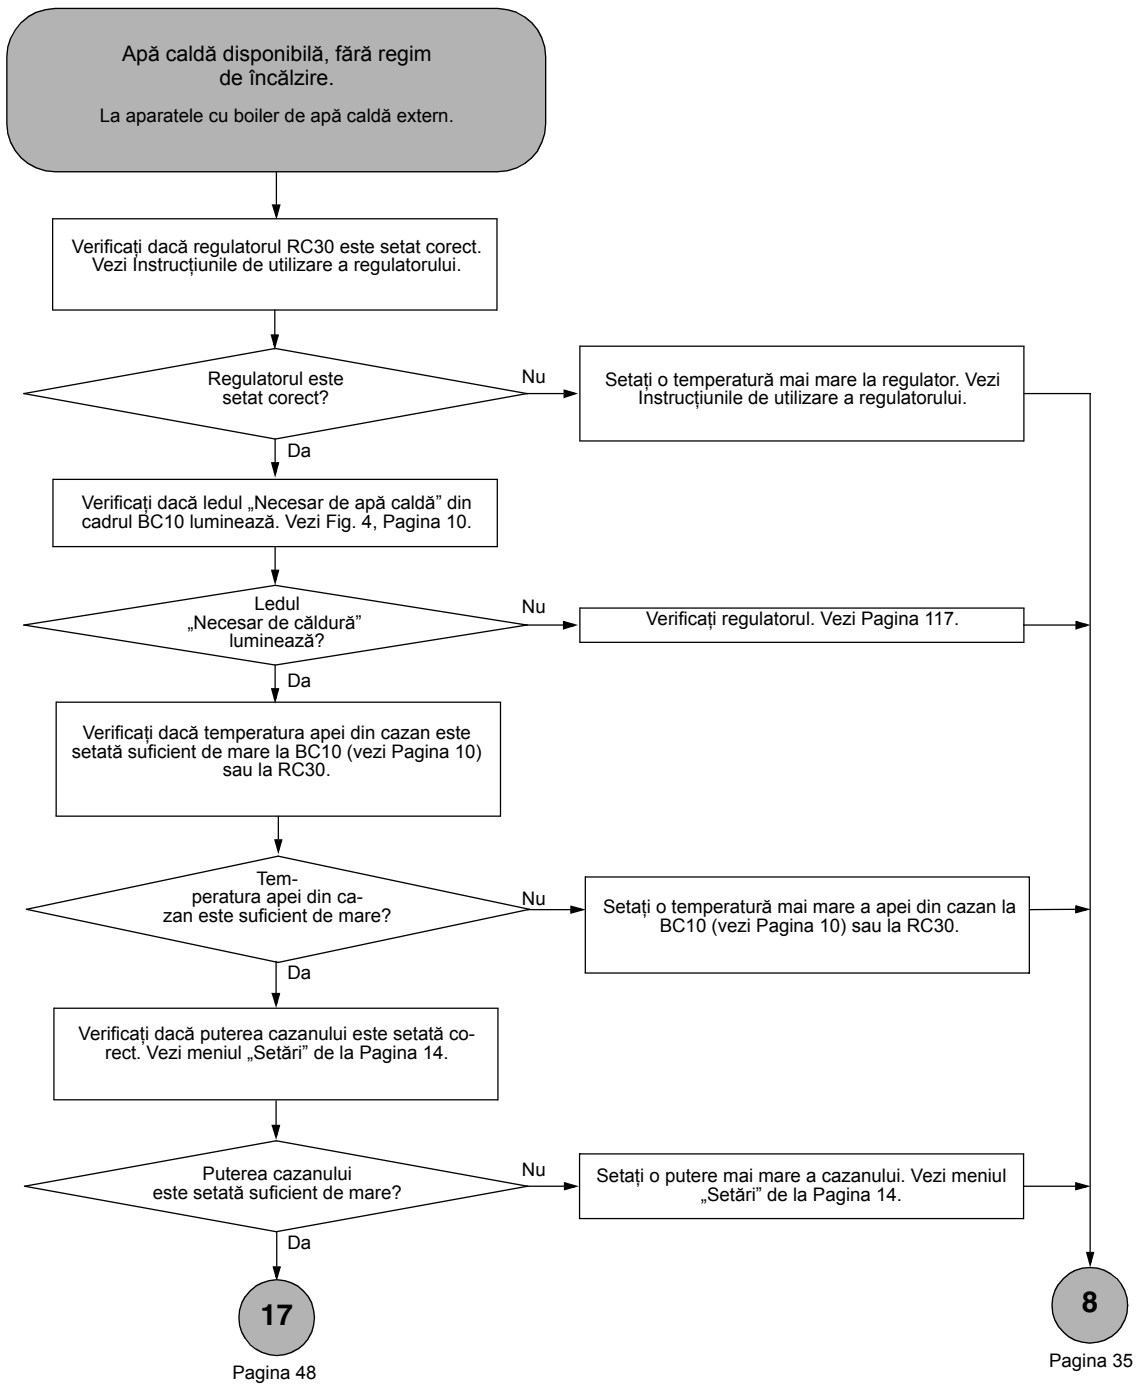 Apă caldă disponibilă, fără regim
de încălzire.
La aparatele cu boiler de apă caldă extern.
Verificați dacă regulatorul RC30 este setat corect.
Vezi Instrucțiunile de utilizare a regulatorului.
Regulatorul este
setat corect?
Nu
Setați o temperatură mai mare la regulator. Vezi
Instrucțiunile de utilizare a regulatorului.
Da
Verificați dacă ledul „Necesar de apă caldă” din
cadrul BC10 luminează. Vezi Fig. 4, Pagina 10.
Ledul
„Necesar de căldură”
luminează?
Nu
Verificați regulatorul. Vezi Pagina 117.
Da
Verificați dacă temperatura apei din cazan este
setată suficient de mare la BC10 (vezi Pagina 10)
sau la RC30.
Tem-
peratura apei din ca-
zan este suficient de mare?
Nu
Setați o temperatură mai mare a apei din cazan la
BC10 (vezi Pagina 10) sau la RC30.
Da
Verificați dacă puterea cazanului este setată co-
rect. Vezi meniul „Setări” de la Pagina 14.
Puterea cazanului
este setată suficient de mare?
Nu
Setați o putere mai mare a cazanului. Vezi meniul
„Setări” de la Pagina 14.
Da
17
Pagina 48
8
Pagina 35